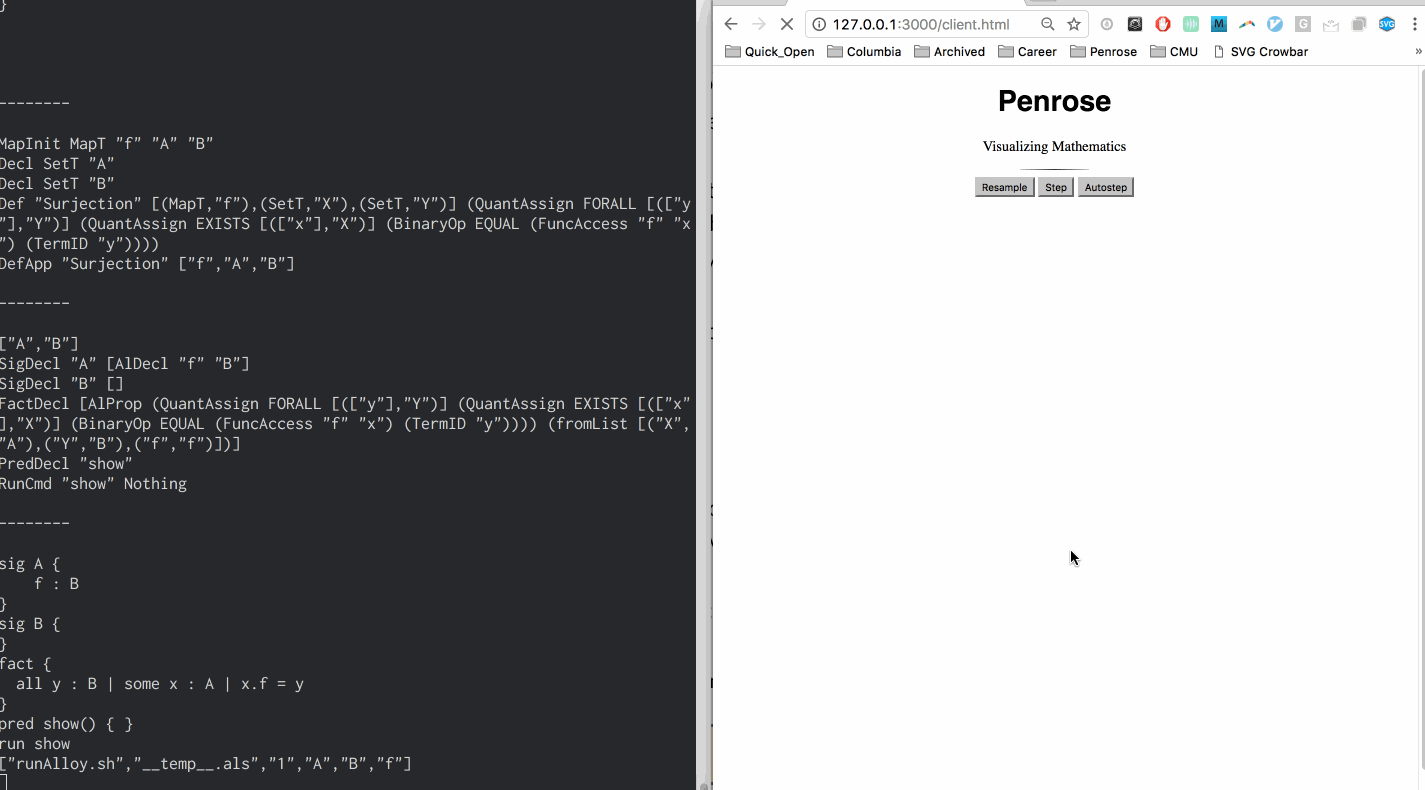 }
--------
MapInit MapT "f" "A" "B"
Decl SetT "A"
Decl SetT "B"
Def "Surjection" [(MapT,"f"),(SetT,"X"),(SetT,"Y")] (QuantAssign FORALL [(["y
"],"Y")] (QuantAssign EXISTS [(["x"],"X")] (BinaryOp EQUAL (FuncAccess "f" "x
") (TermID "y"))))
DefApp "Surjection" ["f","A","B"]
--------
["A","B"]
SigDecl "A" [AlDecl "f" "B"]
SigDecl "B" []
FactDecl [AlProp (QuantAssign FORALL [(["y"],"Y")] (QuantAssign EXISTS [(["x"
],"X")] (BinaryOp EQUAL (FuncAccess "f" "x") (TermID "y")))) (fromList [("X",
"A"),("Y","B"),("f","f")])]
PredDecl "show"
RunCmd "show" Nothing
--------
sig A {
    f : B
}
sig B {
}
fact {
  all y : B | some x : A | x.f = y
}
pred show() { }
run show
["runAlloy.sh","__temp__.als","1","A","B","f"]
127.0.0.1:3000/client.html
Quick_Open Columbia Archived Career Penrose CMU SVG Crowbar »
Penrose
Visualizing Mathematics
Resample Step Autostep